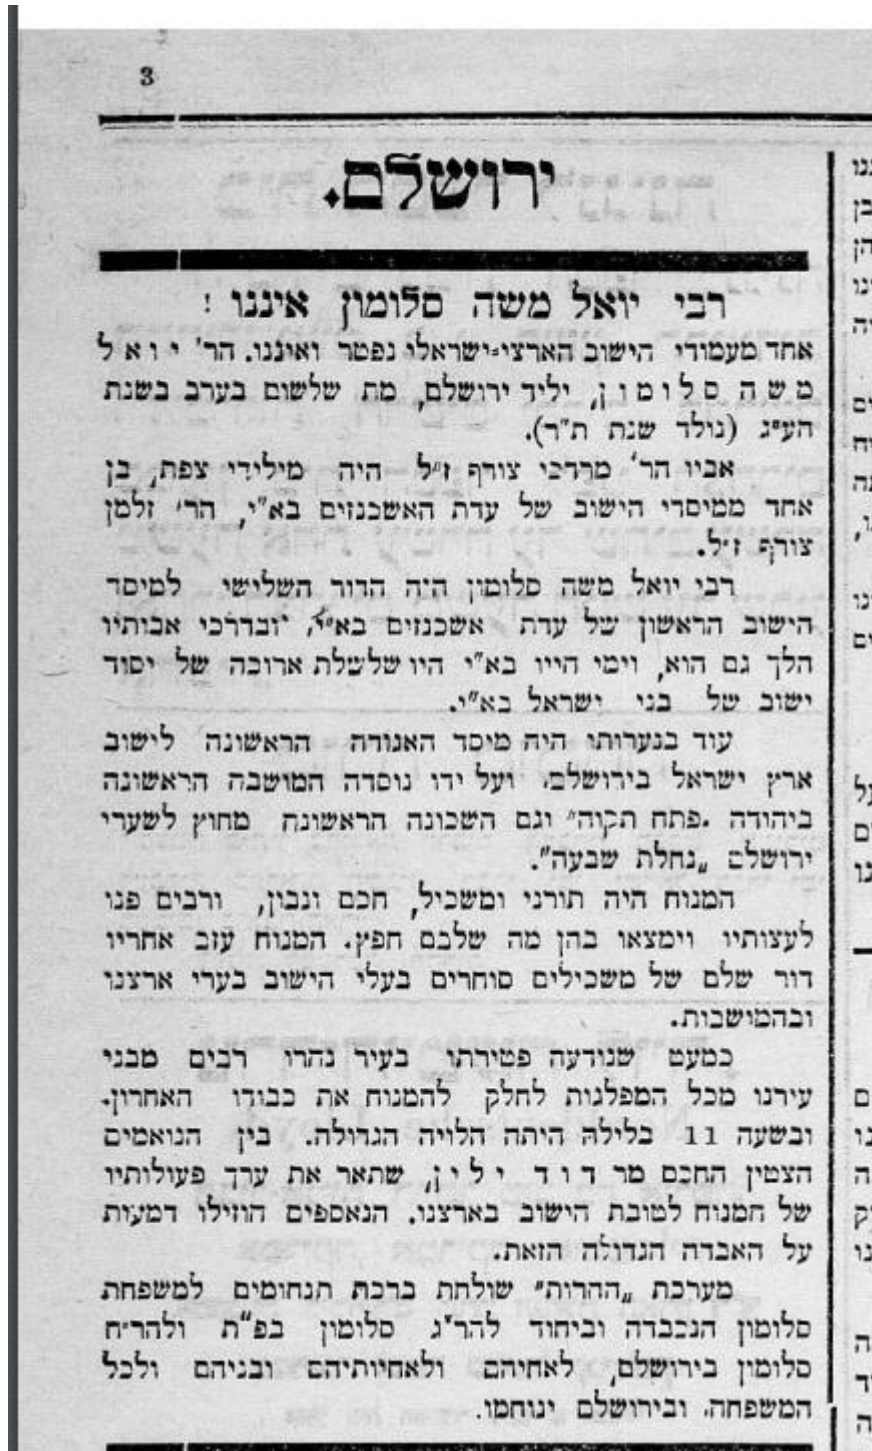 3
ירושלם.
רבי יואל משה סלומון איננו!
אחד מעמודי הישוב הארצי-ישראלי נפטר ואיננו. הר' יואל
משה סלומון, יליד ירושלם, מת שלשום בערב בשנת
הע"ג (נולד שנת ת"ר).
אביו הר' מרדכי צורף ז"ל היה מילידי צפת, בן
אחד ממיסדי הישוב של עדת האשכנזים בא"י, הר' זלמן
צורף ז"ל.
רבי יואל משה סלומון היה הדור השלישי למיסד
הישוב הראשון של עדת אשכנזים בא"י, ובדרכי אבותיו
הלך גם הוא, וימי חייו בא"י היו שלשלת ארוכה של יסוד
ישוב של בני ישראל בא"י.
עוד בנערותו היה מיסד האגודה הראשונה לישוב
ארץ ישראל בירושלם. ועל ידו נוסדה המושבה הראשונה
ביהודה „פתח תקוה" וגם השכונה הראשונה מחוץ לשערי
ירושלם „נחלת שבעה".
המנוח היה תורני ומשכיל, חכם ונבון, ורבים פנו
לעצותיו וימצאו בהן מה שלבם חפץ. המנוח עזב אחריו
דור שלם של משכילים סוחרים בעלי הישוב בערי ארצנו
ובהמושבות.
כמעט שנודעה פטירתו בעיר נהרו רבים מבני
עירנו מכל המפלגות לחלק להמנוח את כבודו האחרון.
ובשעה 11 בלילה היתה הלויה הגדולה. בין הנואמים
הצטין החכם מר דוד ילין, שתאר את ערך פעולותיו
של המנוח לטובת הישוב בארצנו. הנאספים הזילו דמעות
על האבדה הגדולה הזאת.
מערכת „החרות" שולחת ברכת תנחומים למשפחת
סלומון הנכבדה וביחוד להר"ג סלומון בפ"ת ולהר"ח
סלומון בירושלם, לאחיהם ולאחיותיהם ובניהם ולכל
המשפחה. ובירושלם ינוחמו.